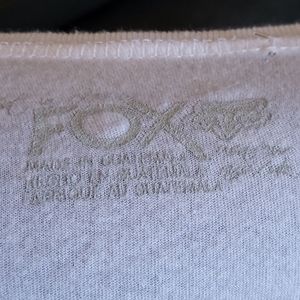 FOX
MADE IN GUATEMALA
HECHO EN GUATEMALA
FABRIQUÉ AU GUATEMALA